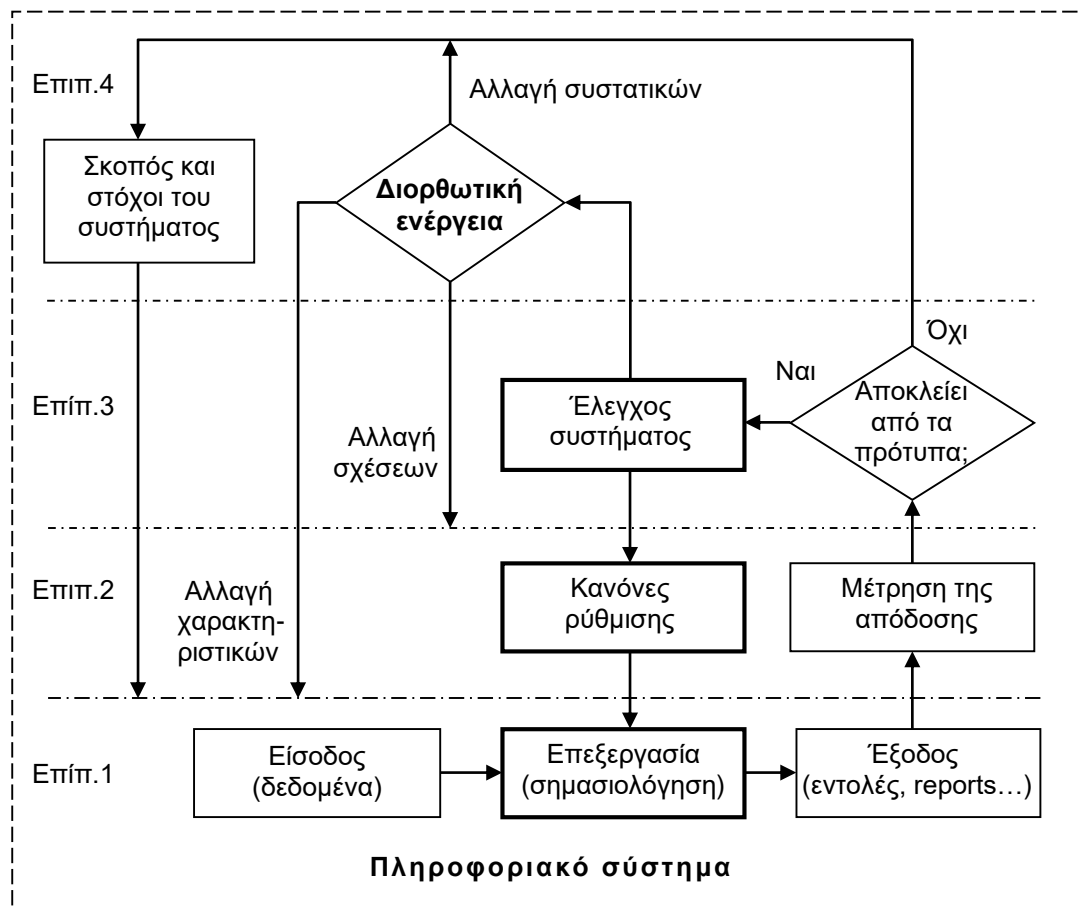 Επιπ.4
Αλλαγή συστατικών
Σκοπός και
στόχοι του
συστήματος
Διορθωτική
ενέργεια
Όχι
Ναι
Επίπ.3
Έλεγχος
συστήματος
Αποκλείει
από τα
πρότυπα;
Αλλαγή
σχέσεων
Επιπ.2
Αλλαγή
χαρακτη-
ριστικών
Κανόνες
ρύθμισης
Μέτρηση της
απόδοσης
Επίπ.1
Είσοδος
(δεδομένα)
Επεξεργασία
(σημασιολόγηση)
Έξοδος
(εντολές, reports…)
Πληροφοριακό σύστημα